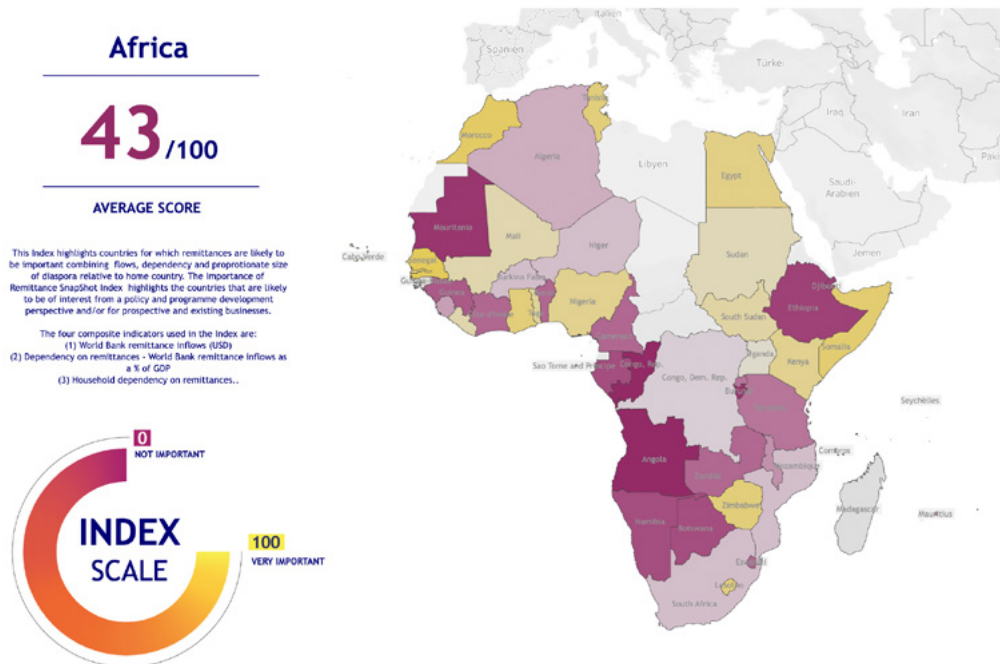 Africa
43/100
AVERAGE SCORE
This Index highlights countries for which remittances are likely to
be important combining flows, dependency and proprotionate size
of diaspora relative to home country. The Importance of
Remittance SnapShot Index highlights the countries that are likely
to be of interest from a policy and programme development
perspective and/or for prospective and existing businesses.
The four composite indicators used in the Index are:
(1) World Bank remittance inflows (USD)
(2) Dependency on remittances - World Bank remittance inflows as
a % of GDP
(3) Household dependency on remittances..
0
NOT IMPORTANT
INDEX
SCALE
100
VERY IMPORTANT
Italien
Spanien
Türkei
Iraq
Iran
Tunisia
Morocco
Algeria
Libyen
Egypt
Saudi-
Arabien
Jemen
Mauritania
Mali
Niger
Sudan
Cabo Verde
Senegal
Burkina Faso
Guinea
Nigeria
Togo
South Sudan
Ethiopia
Djibouti
Somalia
Cameroon
Sao Tome and Principe
Congo, Rep.
Congo, Dem. Rep.
Uganda
Kenya
Seychelles
Angola
Zambia
Mozambique
Comoros
Namibia
Botswana
Zimbabwe
Madagascar
Mauritius
Lesotho
South Africa